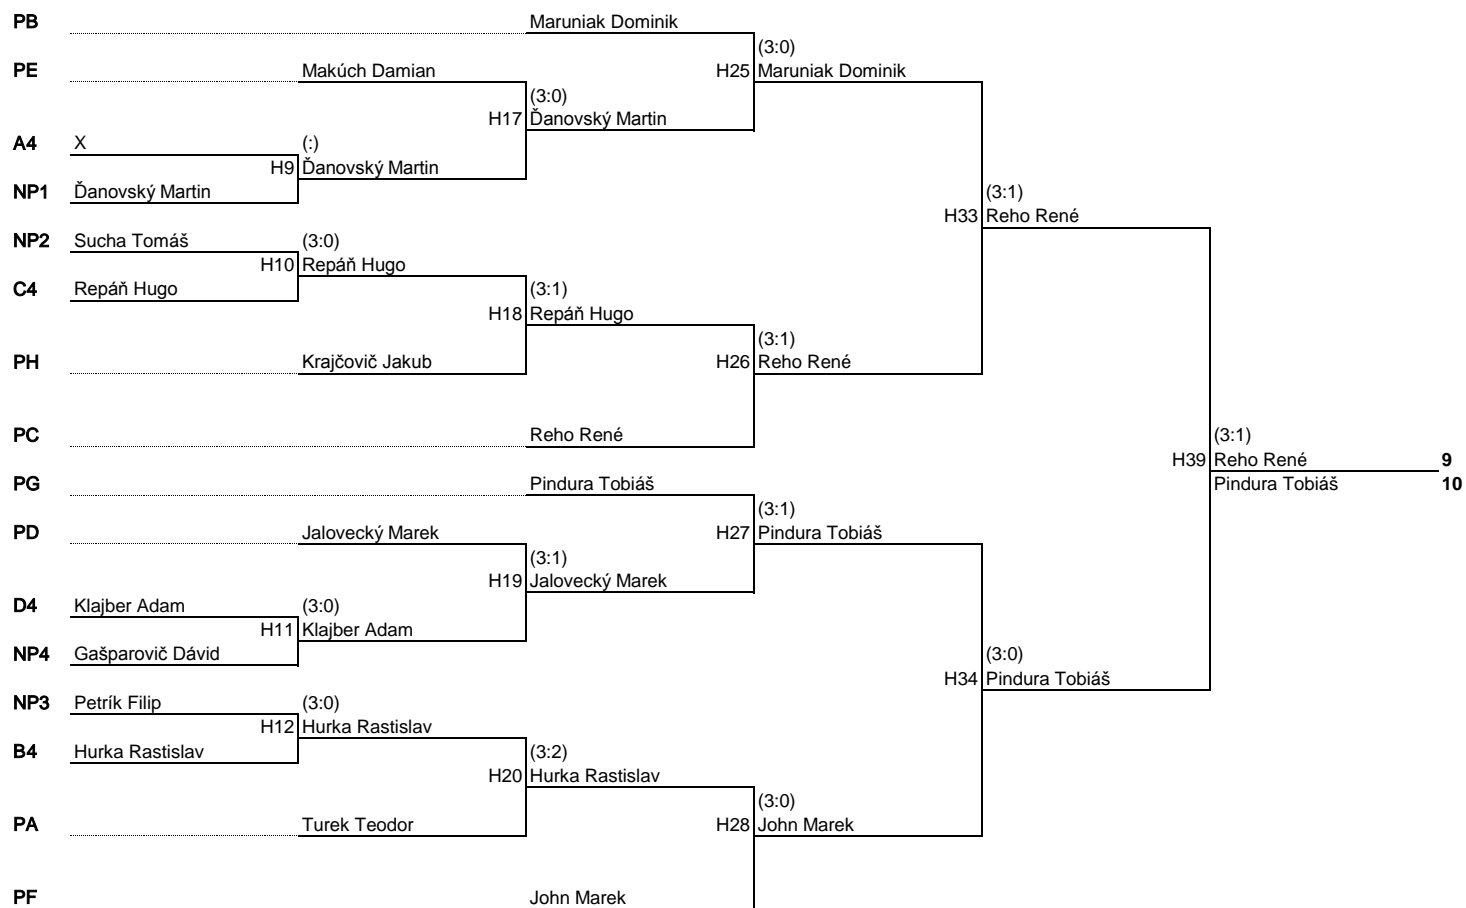 PB Maruniak Dominik
(3:0)
PE Makúch Damian H25 Maruniak Dominik
(3:0)
H17 Ďanovský Martin
A4 X (:)
H9 Ďanovský Martin
NP1 Ďanovský Martin (3:1)
H33 Reho René
NP2 Sucha Tomáš (3:0)
H10 Repáň Hugo
C4 Repáň Hugo (3:1)
H18 Repáň Hugo
(3:1)
PH Krajčovič Jakub H26 Reho René
PC Reho René (3:1)
H39 Reho René 9
PG Pindura Tobiáš Pindura Tobiáš 10
(3:1)
PD Jalovecký Marek H27 Pindura Tobiáš
(3:1)
H19 Jalovecký Marek
D4 Klajber Adam (3:0)
H11 Klajber Adam
NP4 Gašparovič Dávid (3:0)
H34 Pindura Tobiáš
NP3 Petrík Filip (3:0)
H12 Hurka Rastislav
B4 Hurka Rastislav (3:2)
H20 Hurka Rastislav
(3:0)
PA Turek Teodor H28 John Marek
PF John Marek